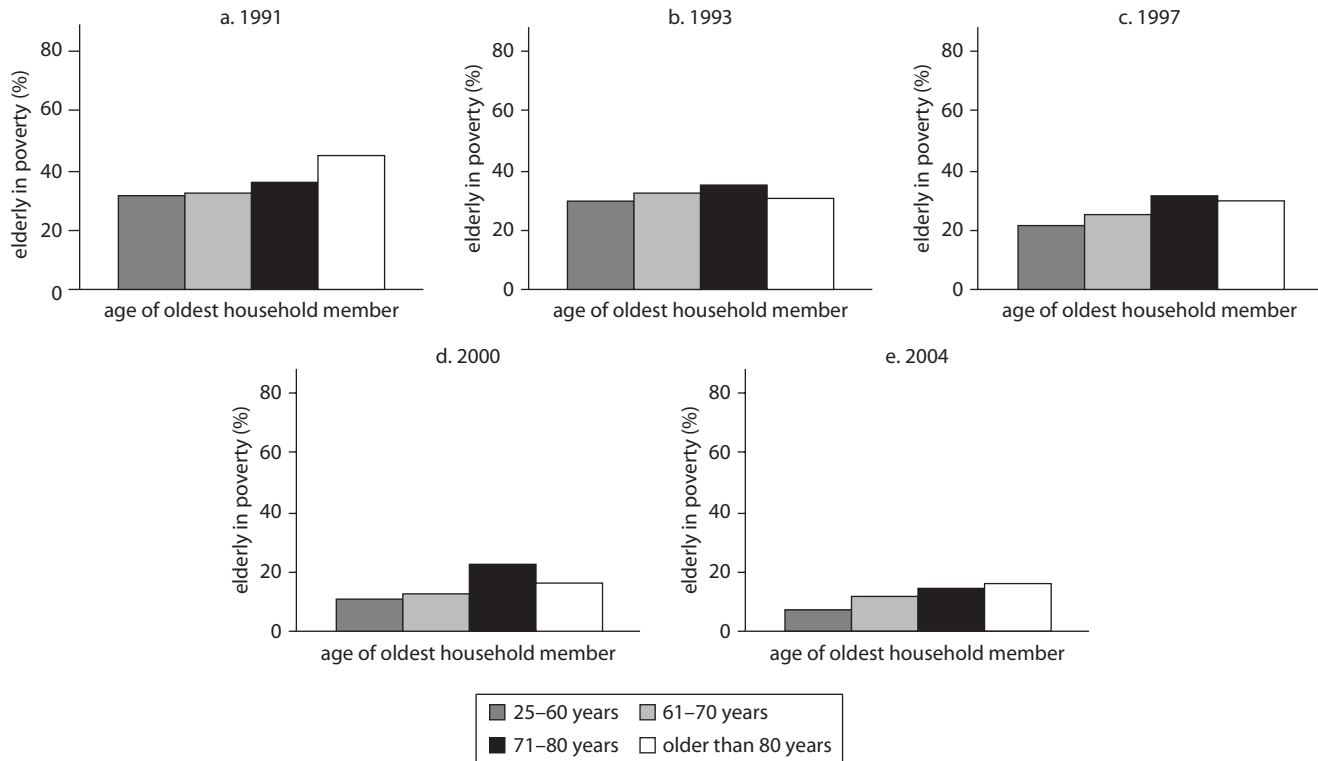 a. 1991
elderly in poverty (%)
80
60
40
20
0
age of oldest household member
b. 1993
elderly in poverty (%)
80
60
40
20
0
age of oldest household member
c. 1997
elderly in poverty (%)
80
60
40
20
0
age of oldest household member
d. 2000
elderly in poverty (%)
80
60
40
20
0
age of oldest household member
e. 2004
elderly in poverty (%)
80
60
40
20
0
age of oldest household member
25–60 years 61–70 years
71–80 years older than 80 years